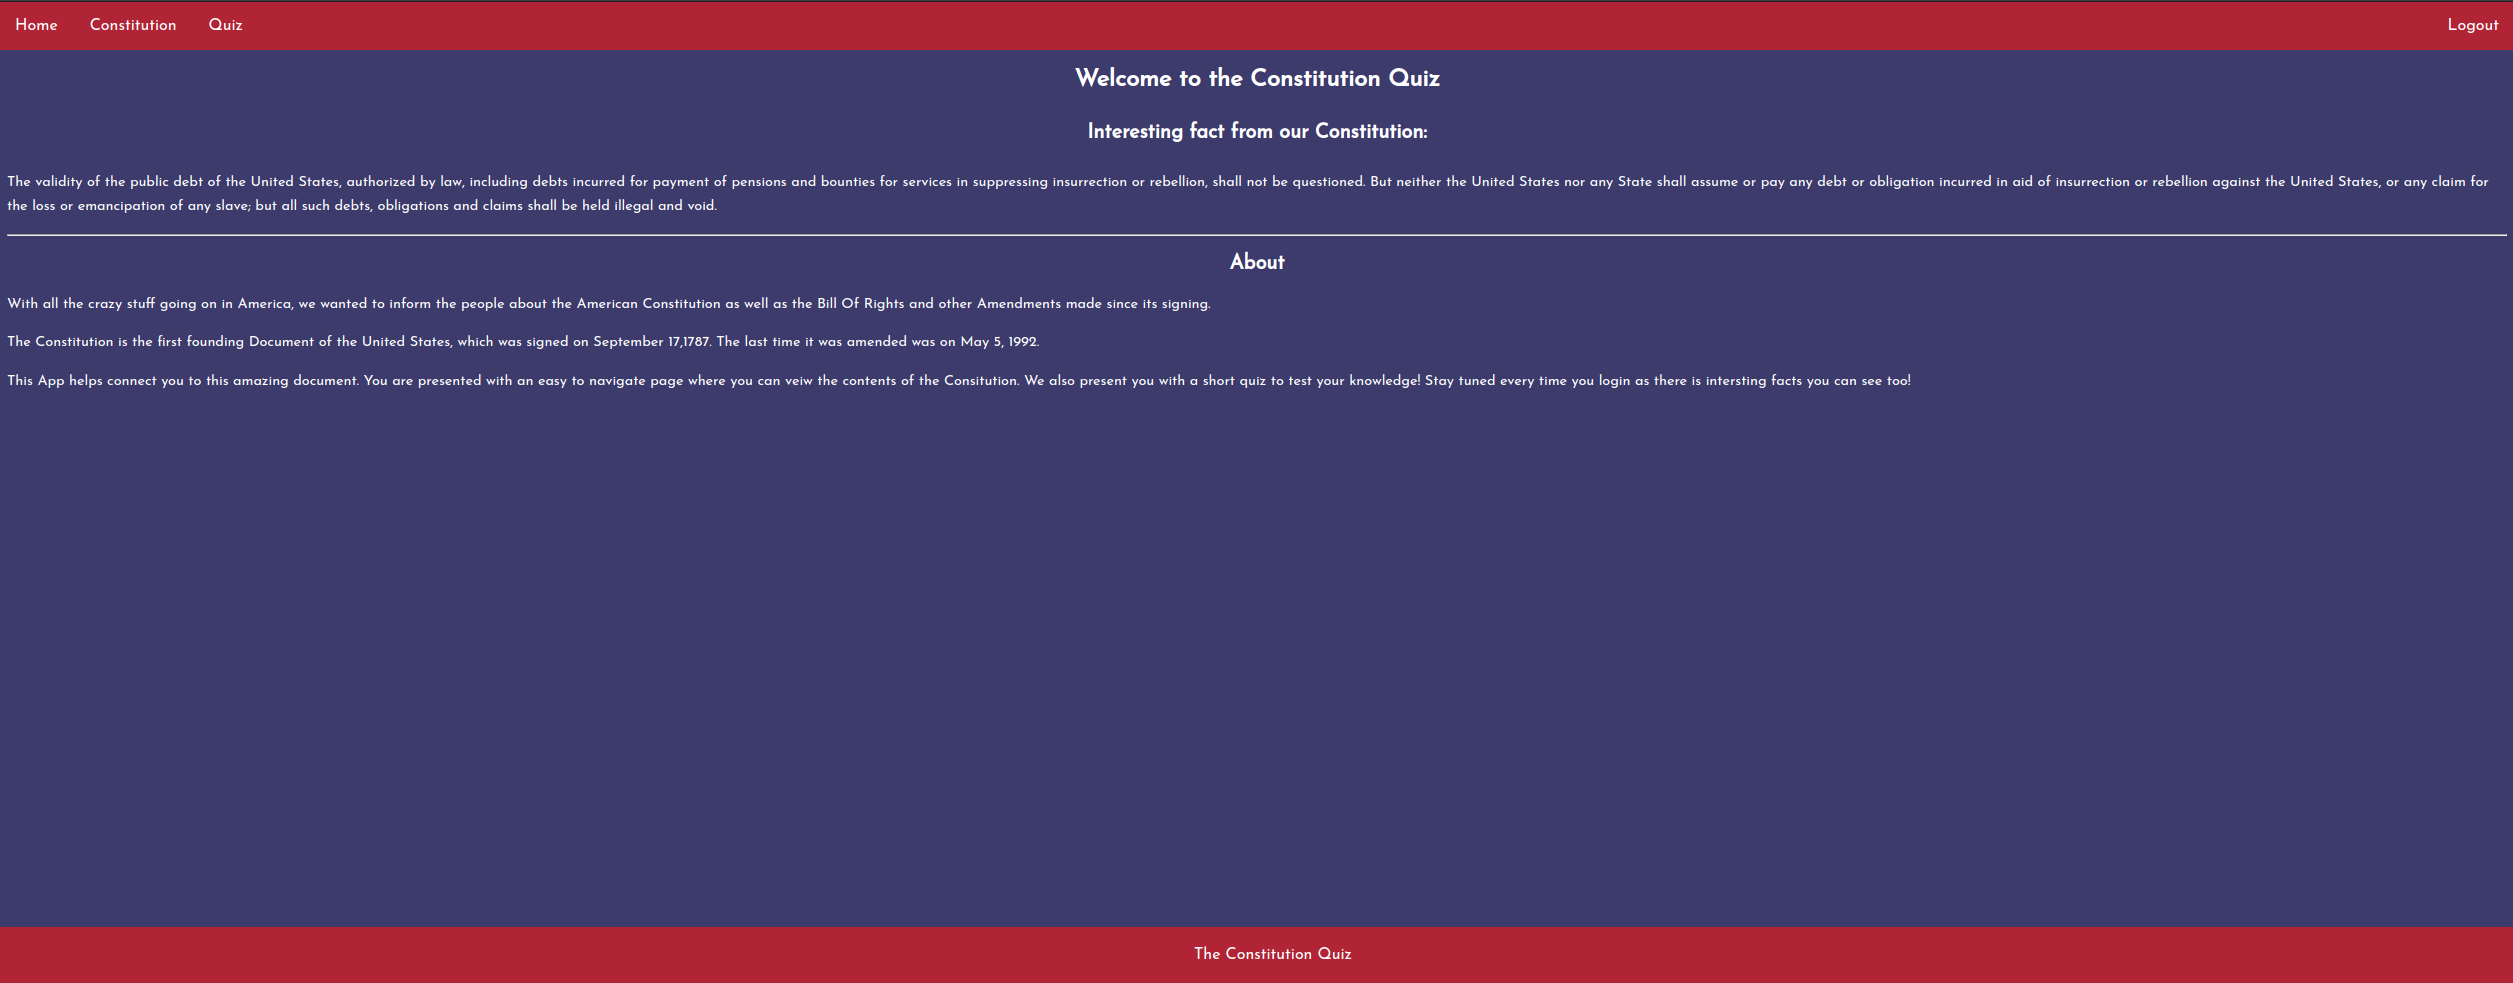 Home Constitution Quiz Logout
Welcome to the Constitution Quiz
Interesting fact from our Constitution:
The validity of the public debt of the United States, authorized by law, including debts incurred for payment of pensions and bounties for services in suppressing insurrection or rebellion, shall not be questioned. But neither the United States nor any State shall assume or pay any debt or obligation incurred in aid of insurrection or rebellion against the United States, or any claim for
the loss or emancipation of any slave; but all such debts, obligations and claims shall be held illegal and void.
About
With all the crazy stuff going on in America, we wanted to inform the people about the American Constitution as well as the Bill Of Rights and other Amendments made since its signing.
The Constitution is the first founding Document of the United States, which was signed on September 17,1787. The last time it was amended was on May 5, 1992.
This App helps connect you to this amazing document. You are presented with an easy to navigate page where you can veiw the contents of the Consitution. We also present you with a short quiz to test your knowledge! Stay tuned every time you login as there is intersting facts you can see too!
The Constitution Quiz